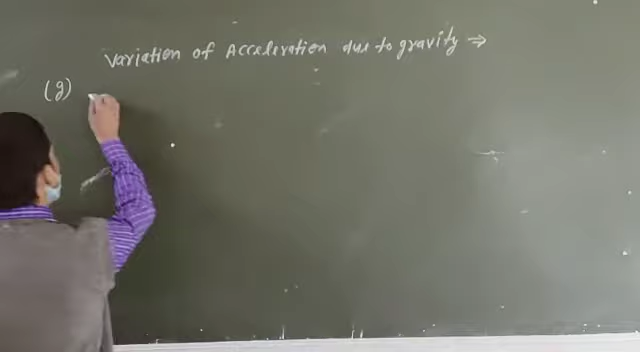 Variation of Acceleration due to gravity ⇒
(g)